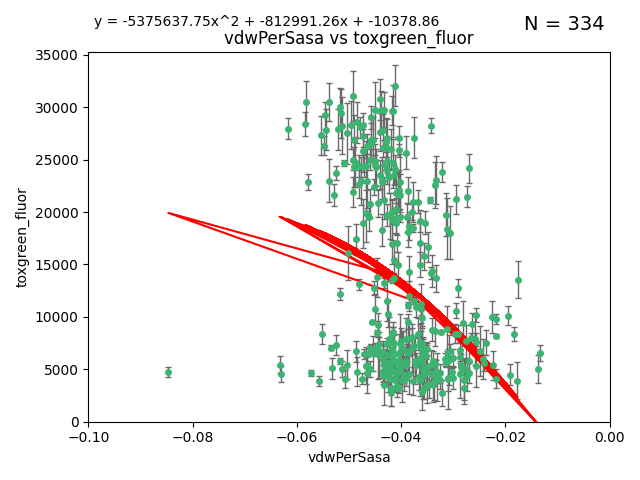 y = -5375637.75x^2 + -812991.26x + -10378.86
N = 334
vdwPerSasa vs toxgreen_fluor
35000
30000
25000
20000
15000
10000
5000
0
toxgreen_fluor
−0.10 −0.08 −0.06 −0.04 −0.02 0.00
vdwPerSasa